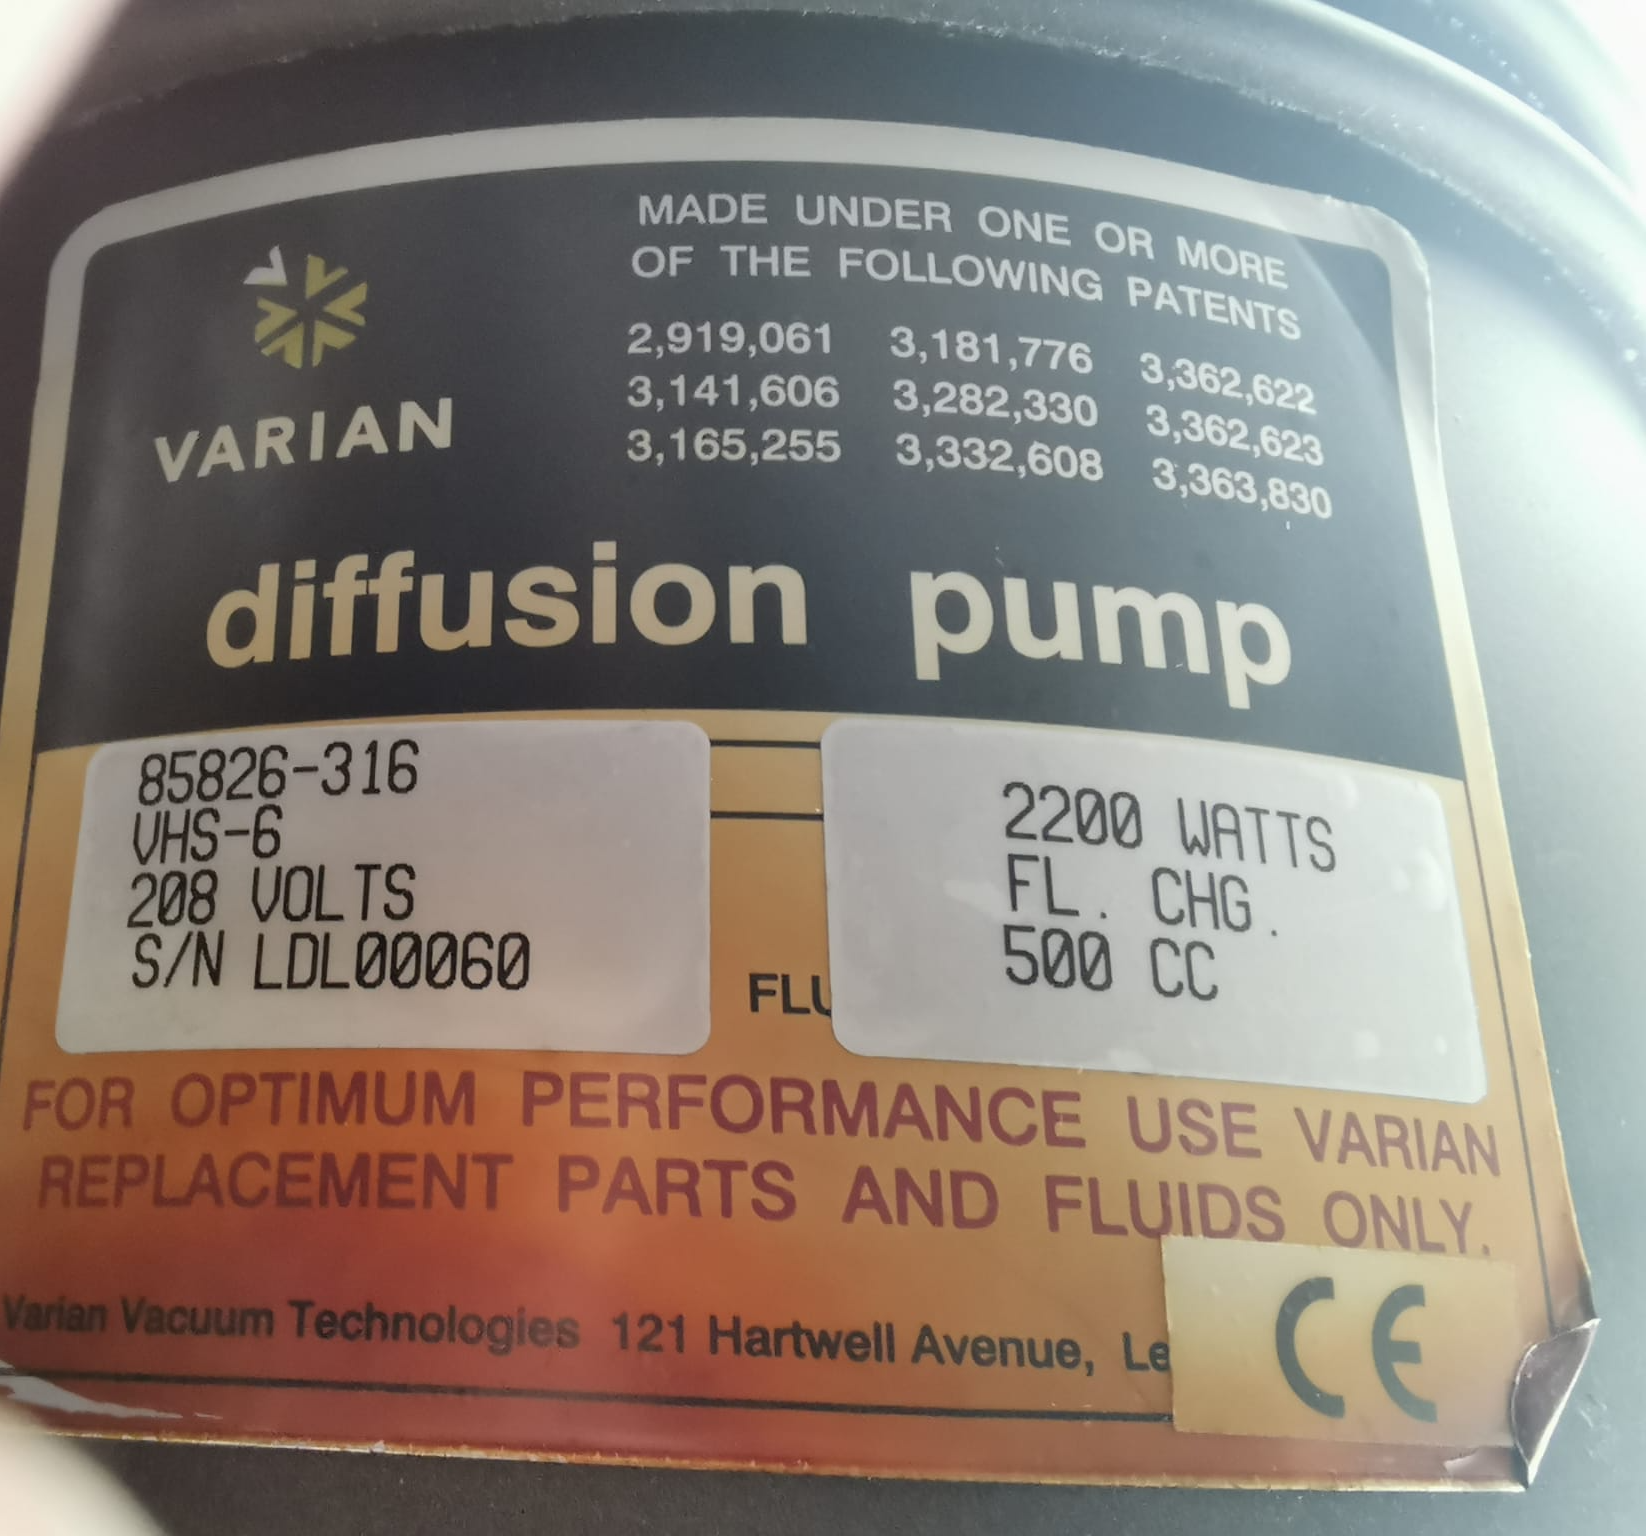 MADE UNDER ONE OR MORE
OF THE FOLLOWING PATENTS
2,919,061 3,181,776 3,362,622
3,141,606 3,282,330 3,362,623
3,165,255 3,332,608 3,363,830
VARIAN
diffusion pump
85826-316
VHS-6
208 VOLTS
S/N LDL00060
2200 WATTS
FL. CHG.
500 CC
FLU
FOR OPTIMUM PERFORMANCE USE VARIAN
REPLACEMENT PARTS AND FLUIDS ONLY.
Varian Vacuum Technologies 121 Hartwell Avenue, Le
CE